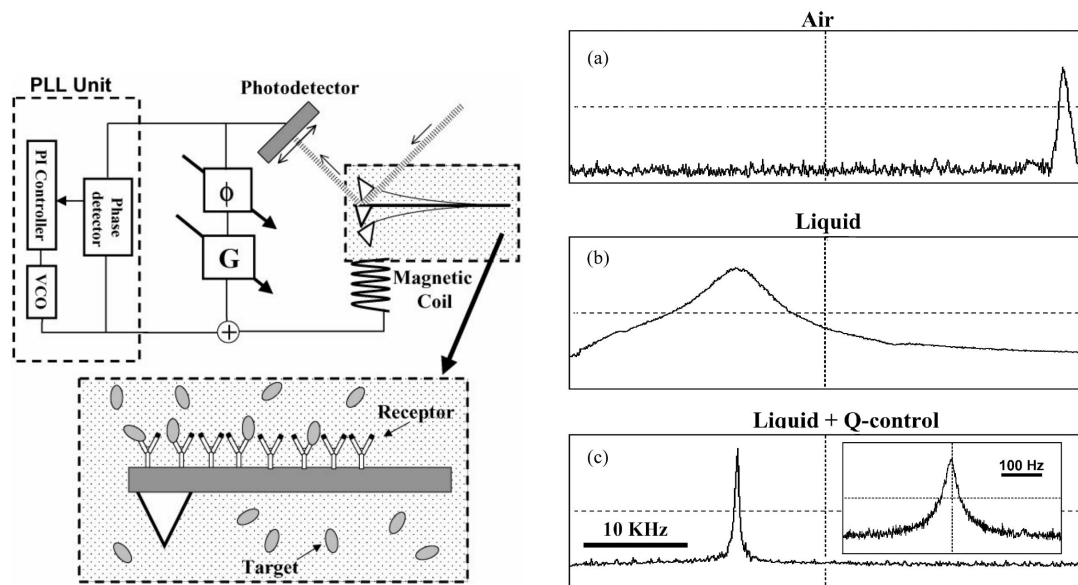 PLL Unit
Photodetector
PI Controller
Phase
detector
VCO
ϕ
G
+
Magnetic
Coil
Receptor
Target
Air
(a)
Liquid
(b)
Liquid + Q-control
(c)
10 KHz
100 Hz